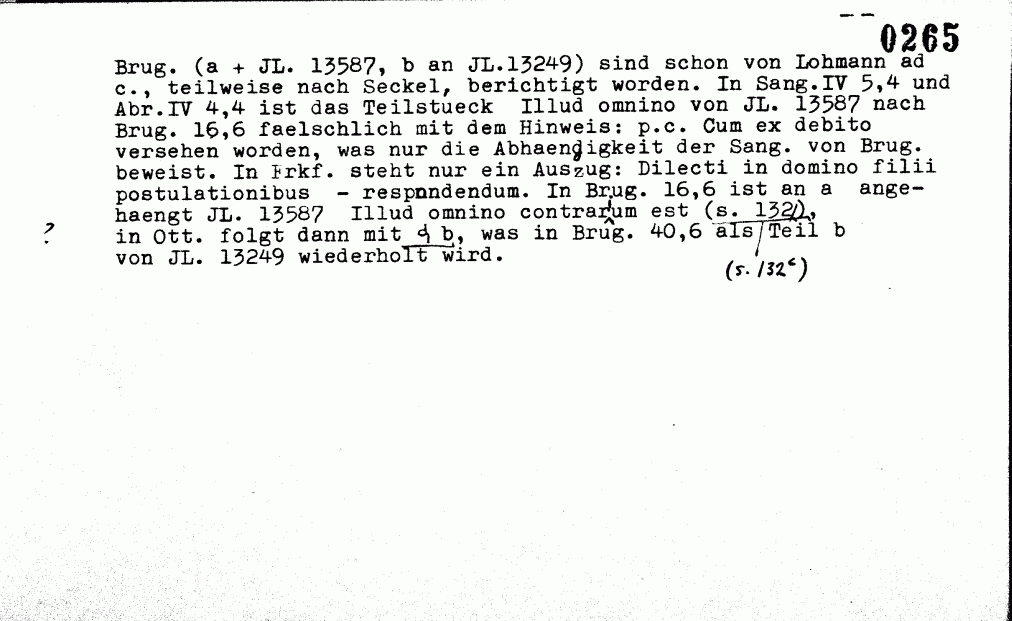 0265
Brug. (a + JL. 13587, b an JL.13249) sind schon von Lohmann ad
c., teilweise nach Seckel, berichtigt worden. In Sang.IV 5,4 und
Abr.IV 4,4 ist das Teilstueck Illud omnino von JL. 13587 nach
Brug. 16,6 faelschlich mit dem Hinweis: p.c. Cum ex debito
versehen worden, was nur die Abhaengigkeit der Sang. von Brug.
beweist. In Frkf. steht nur ein Auszug: Dilecti in domino filii
postulationibus - respnndendum. In Brug. 16,6 ist an a ange-
haengt JL. 13587 Illud omnino contrarium est (s. 132),
? in Ott. folgt dann mit b, was in Brug. 40,6 als Teil b
von JL. 13249 wiederholt wird.
(s. 132c)